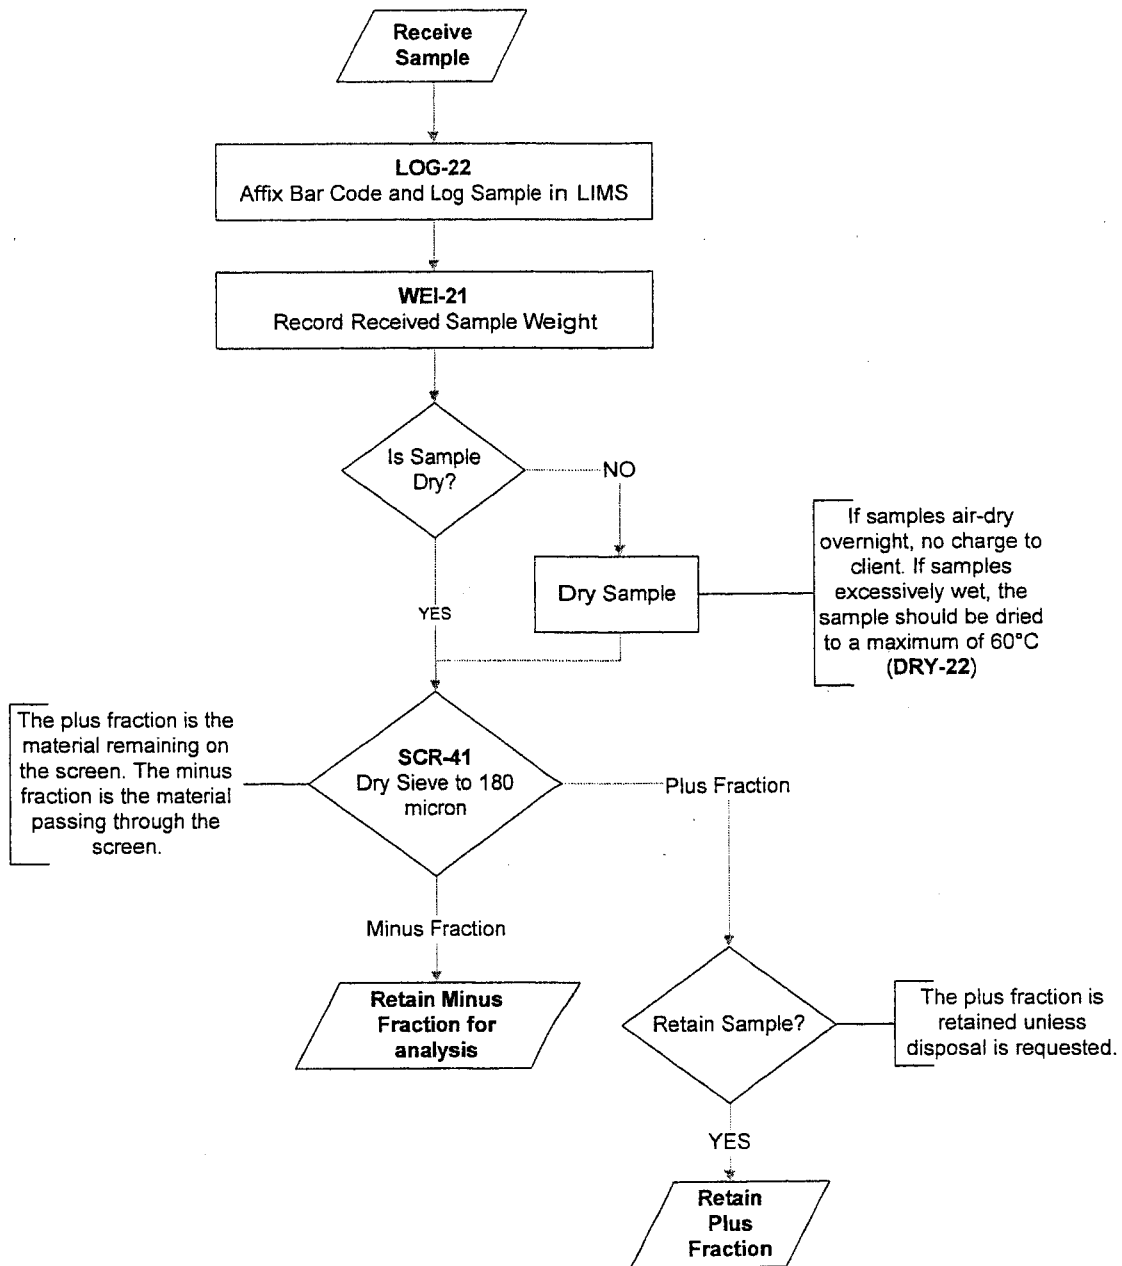 Receive
Sample
LOG-22
Affix Bar Code and Log Sample in LIMS
WEI-21
Record Received Sample Weight
Is Sample
Dry?
NO
YES
Dry Sample
If samples air-dry
overnight, no charge to
client. If samples
excessively wet, the
sample should be dried
to a maximum of 60°C
(DRY-22)
The plus fraction is the
material remaining on
the screen. The minus
fraction is the material
passing through the
screen.
SCR-41
Dry Sieve to 180
micron
Plus Fraction
Minus Fraction
Retain Minus
Fraction for
analysis
Retain Sample?
The plus fraction is
retained unless
disposal is requested.
YES
Retain
Plus
Fraction